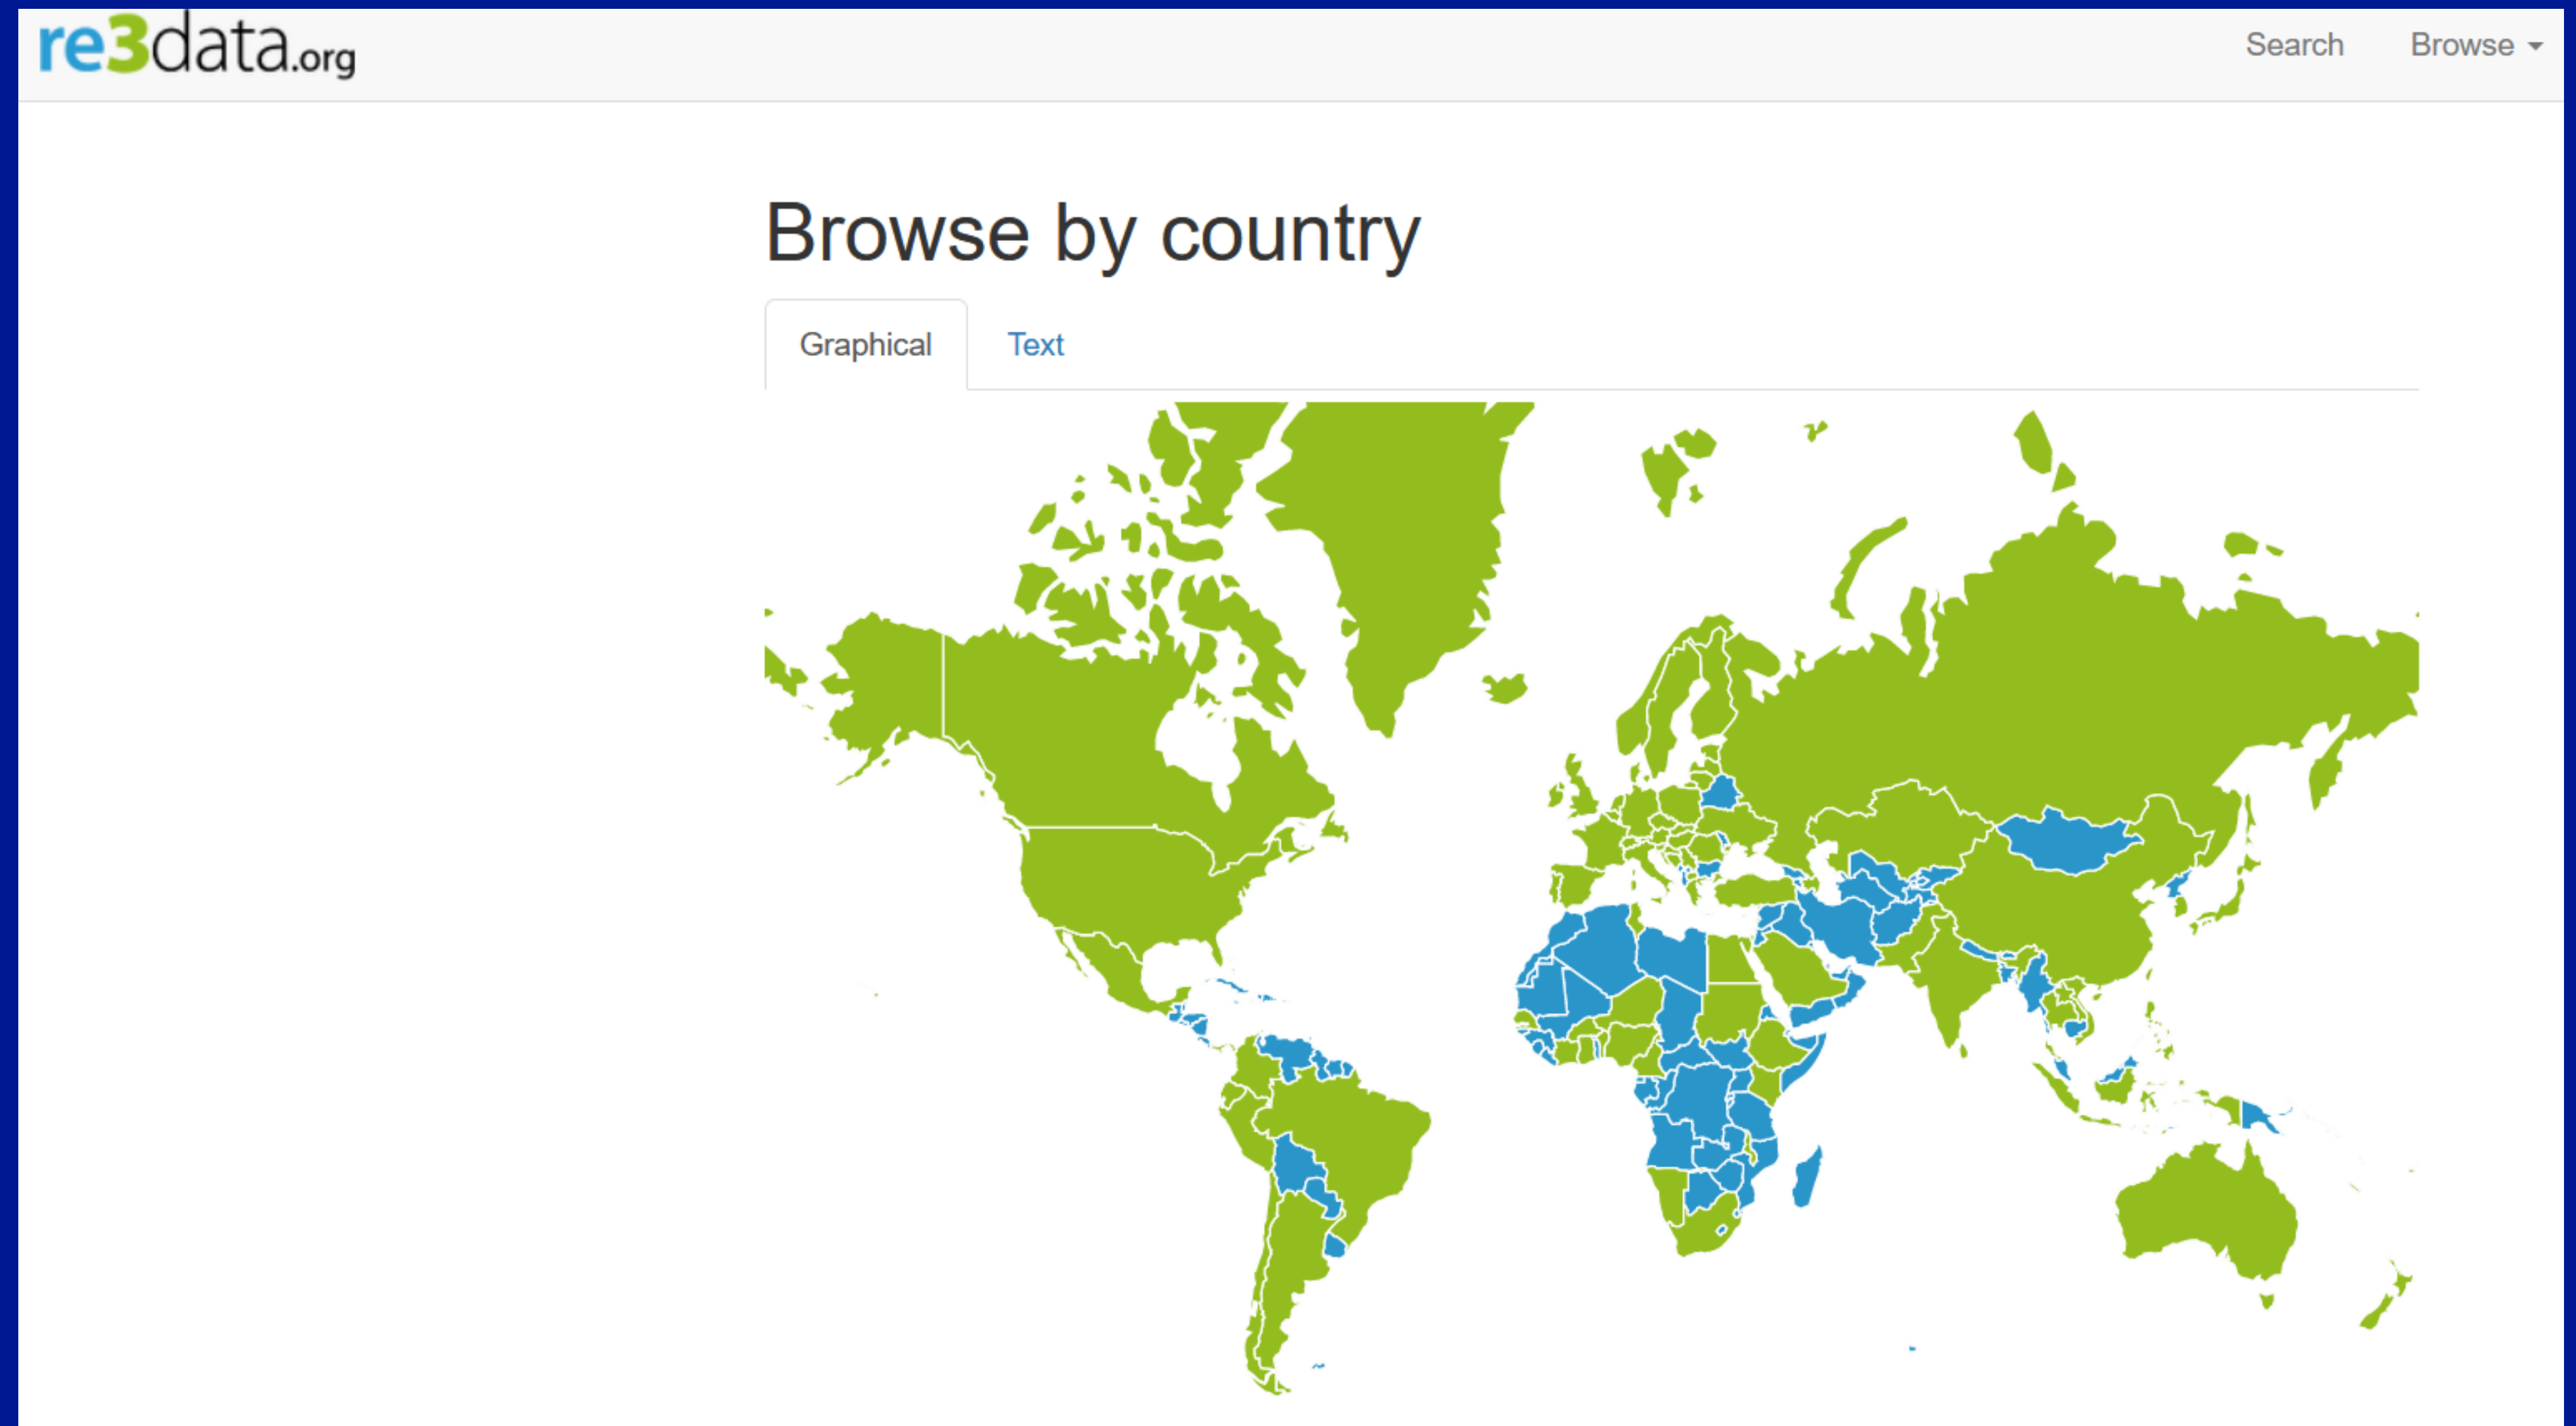 re3data.org
Search
Browse
Browse by country
Graphical
Text